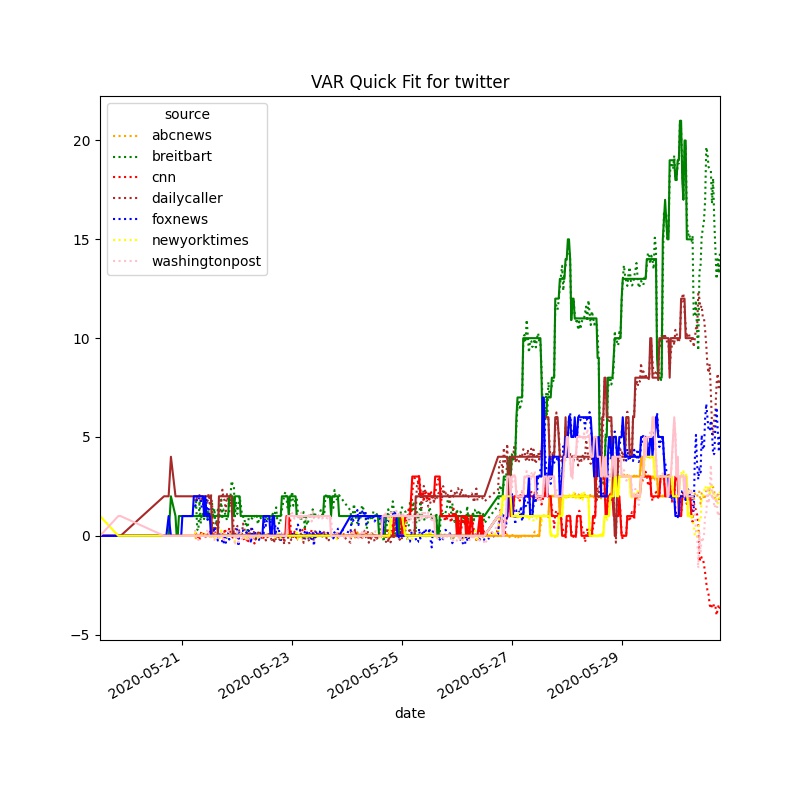 VAR Quick Fit for twitter
source
abcnews
breitbart
cnn
dailycaller
foxnews
newyorktimes
washingtonpost
20
15
10
5
0
−5
2020-05-21
2020-05-23
2020-05-25
2020-05-27
2020-05-29
date